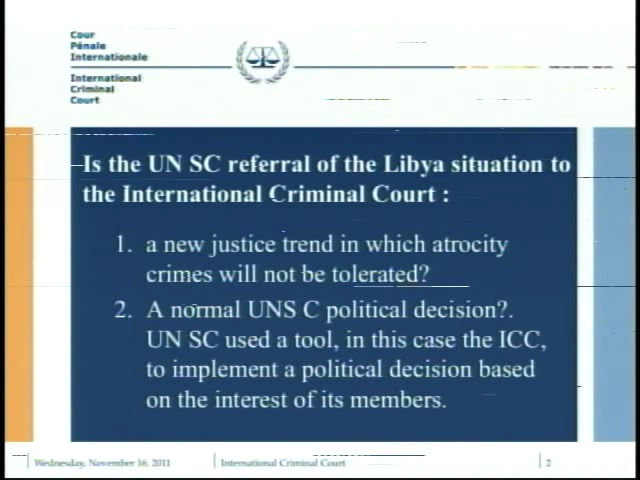 Cour
Pénale
Internationale
International
Criminal
Court
Is the UN SC referral of the Libya situation to
the International Criminal Court :
1. a new justice trend in which atrocity
crimes will not be tolerated?
2. A normal UNS C political decision?.
UN SC used a tool, in this case the ICC,
to implement a political decision based
on the interest of its members.
Wednesday, November 16, 2011
International Criminal Court
2